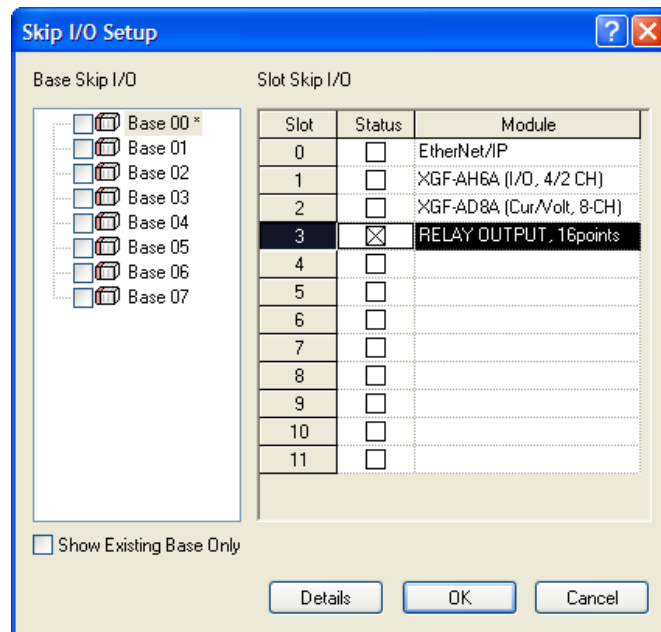 Skip I/O Setup
Base Skip I/O
Slot Skip I/O
Base 00 *
Base 01
Base 02
Base 03
Base 04
Base 05
Base 06
Base 07
Slot Status Module
0 EtherNet/IP
1 XGF-AH6A (I/O, 4/2 CH)
2 XGF-AD8A (Cur/Volt, 8-CH)
3 RELAY OUTPUT, 16points
4
5
6
7
8
9
10
11
Show Existing Base Only
Details OK Cancel